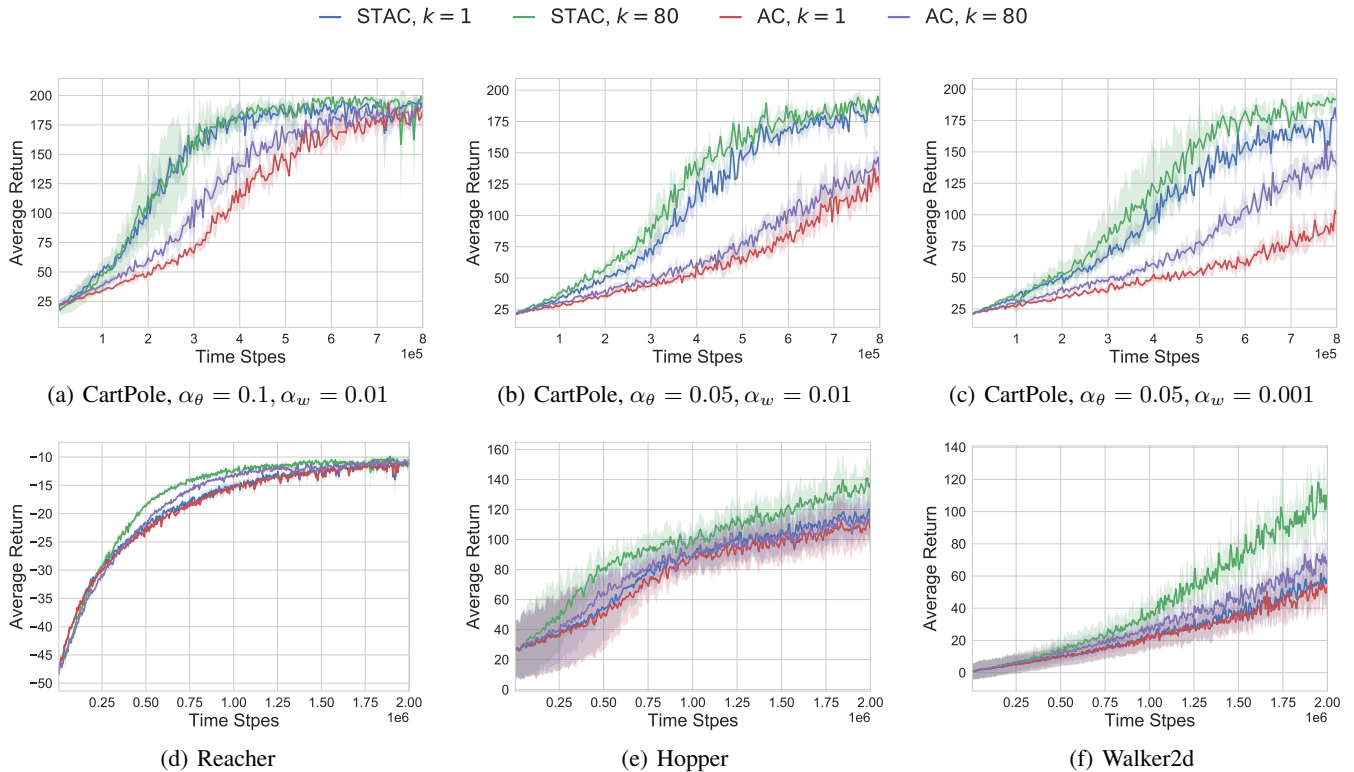 STAC, k = 1 STAC, k = 80 AC, k = 1 AC, k = 80
200
175
150
125
100
75
50
25
Average Return
1 2 3 4 5 6 7 8
1e5
Time Stpes
(a) CartPole, αθ = 0.1, αw = 0.01
200
175
150
125
100
75
50
25
Average Return
1 2 3 4 5 6 7 8
1e5
Time Stpes
(b) CartPole, αθ = 0.05, αw = 0.01
200
175
150
125
100
75
50
25
Average Return
1 2 3 4 5 6 7 8
1e5
Time Stpes
(c) CartPole, αθ = 0.05, αw = 0.001
−10
−15
−20
−25
−30
−35
−40
−45
−50
Average Return
0.25 0.50 0.75 1.00 1.25 1.50 1.75 2.00
1e6
Time Stpes
(d) Reacher
160
140
120
100
80
60
40
20
0
Average Return
0.25 0.50 0.75 1.00 1.25 1.50 1.75 2.00
1e6
Time Stpes
(e) Hopper
140
120
100
80
60
40
20
0
Average Return
0.25 0.50 0.75 1.00 1.25 1.50 1.75 2.00
1e6
Time Stpes
(f) Walker2d